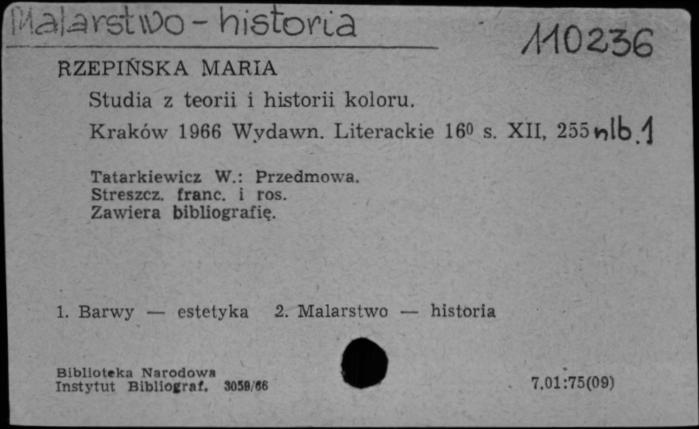 Malarstwo - historia
110236
RZEPIŃSKA MARIA
Studia z teorii i historii koloru.
Kraków 1966 Wydawn. Literackie 16⁰ s. XII, 255 nlb. 1
Tatarkiewicz W.: Przedmowa.
Streszcz. franc. i ros.
Zawiera bibliografię.
1. Barwy — estetyka 2. Malarstwo — historia
Biblioteka Narodowa
Instytut Bibliograf. 3059/66
7.01:75(09)